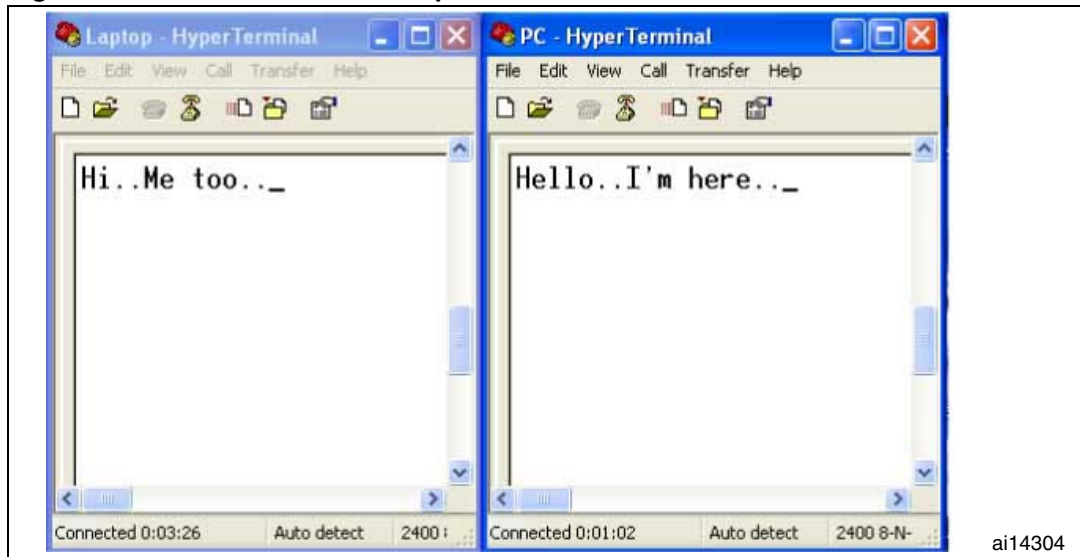 Laptop - HyperTerminal
File Edit View Call Transfer Help
Hi..Me too.._
Connected 0:03:26 Auto detect 2400
PC - HyperTerminal
File Edit View Call Transfer Help
Hello..I'm here.._
Connected 0:01:02 Auto detect 2400 8-N-
ai14304